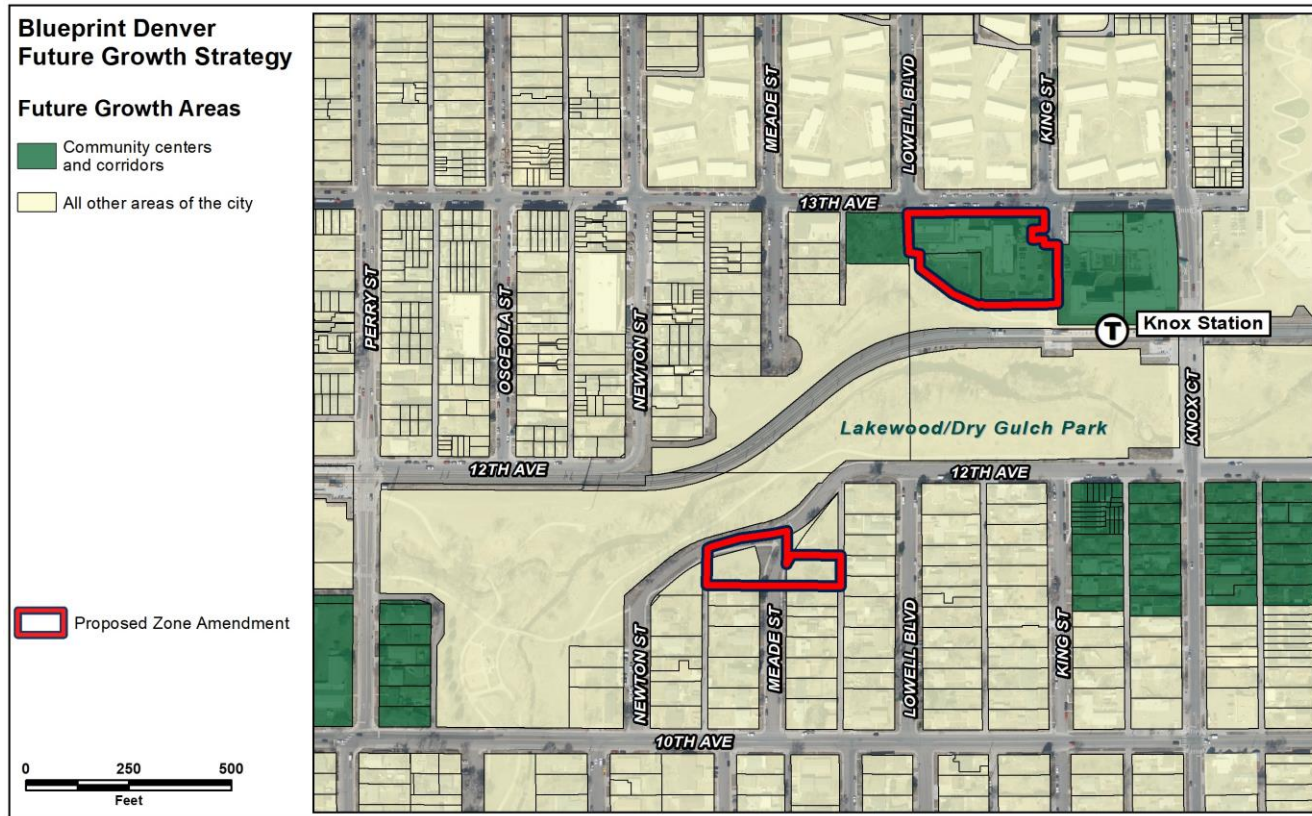 Blueprint Denver
Future Growth Strategy
Future Growth Areas
Community centers
and corridors
All other areas of the city
Proposed Zone Amendment
0 250 500
Feet
MEADE ST
LOWELL BLVD
KING ST
13TH AVE
PERRY ST
OSCEOLA ST
NEWTON ST
T
Knox Station
KNOX CT
Lakewood/Dry Gulch Park
12TH AVE
12TH AVE
NEWTON ST
MEADE ST
LOWELL BLVD
KING ST
10TH AVE